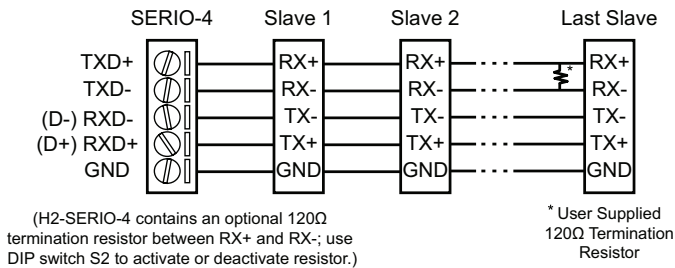 SERIO-4 Slave 1 Slave 2 Last Slave
TXD+ RX+ RX+ * RX+
TXD- RX- RX- RX-
(D-) RXD- TX- TX- TX-
(D+) RXD+ TX+ TX+ TX+
GND GND GND GND
(H2-SERIO-4 contains an optional 120Ω
termination resistor between RX+ and RX-; use
DIP switch S2 to activate or deactivate resistor.)
* User Supplied
120Ω Termination
Resistor